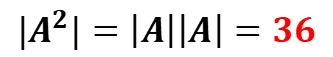 |A²| = |A||A| = 36